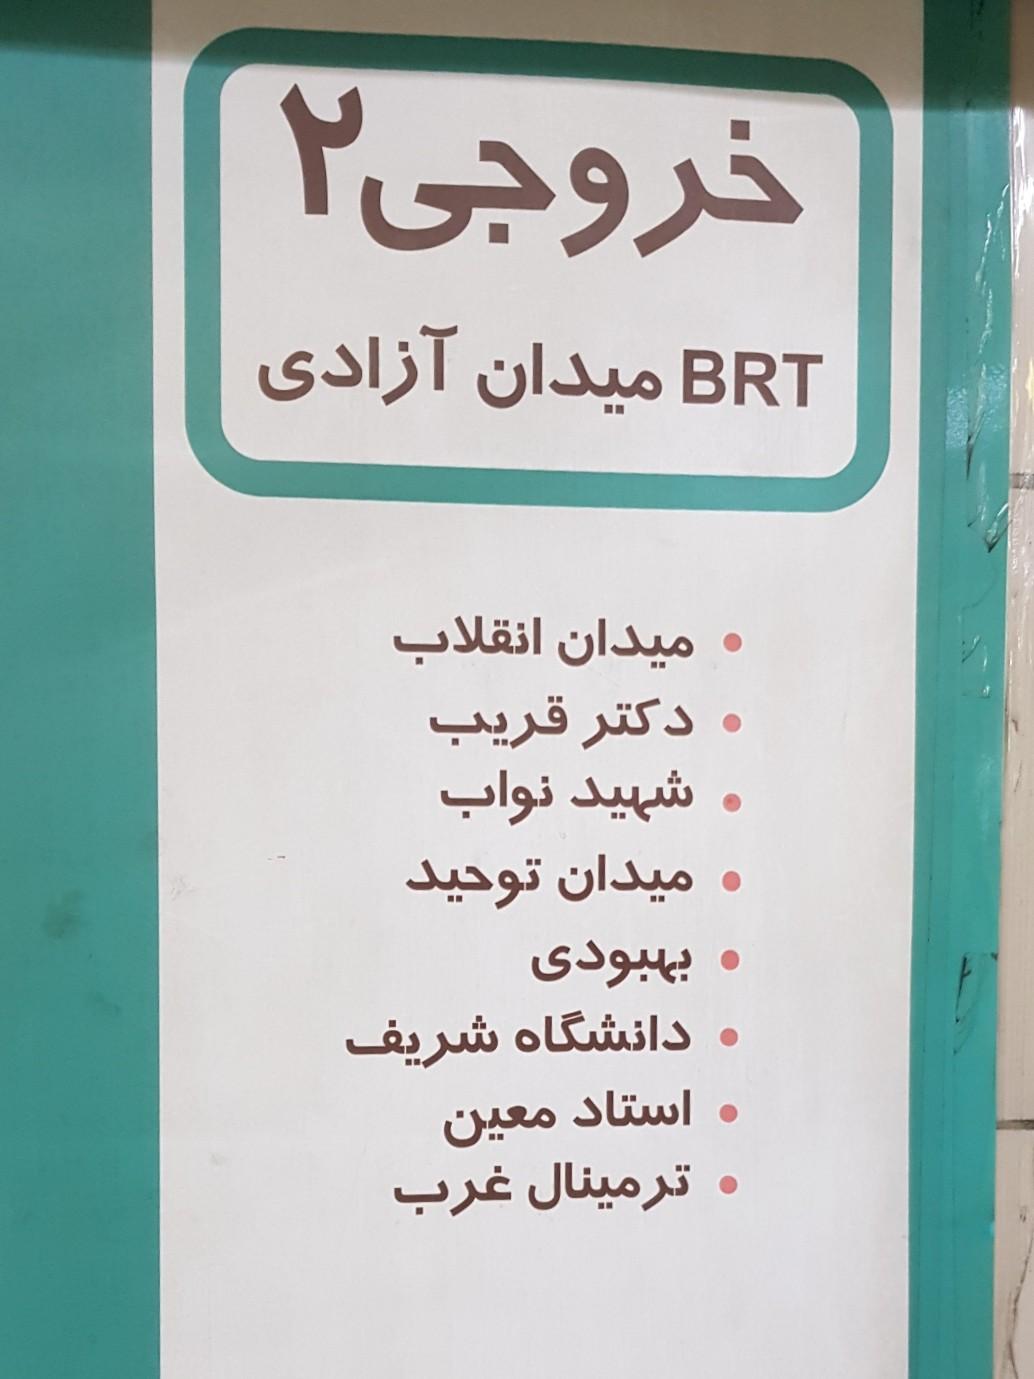 خروجی۲
BRT میدان آزادی
• میدان انقلاب
• دکتر قریب
• شهید نواب
• میدان توحید
• بهبودی
• دانشگاه شریف
• استاد معین
• ترمینال غرب